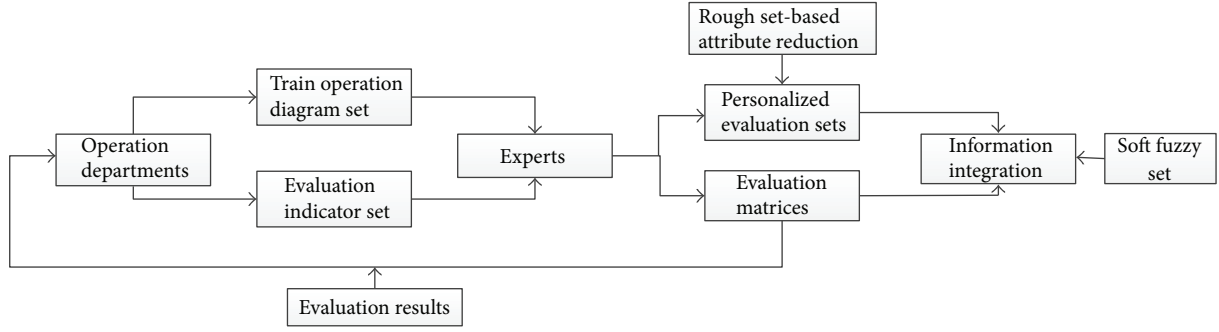 Rough set-based
attribute reduction
Train operation
diagram set
Personalized
evaluation sets
Operation
departments
Experts
Information
integration
Soft fuzzy
set
Evaluation
indicator set
Evaluation
matrices
Evaluation results